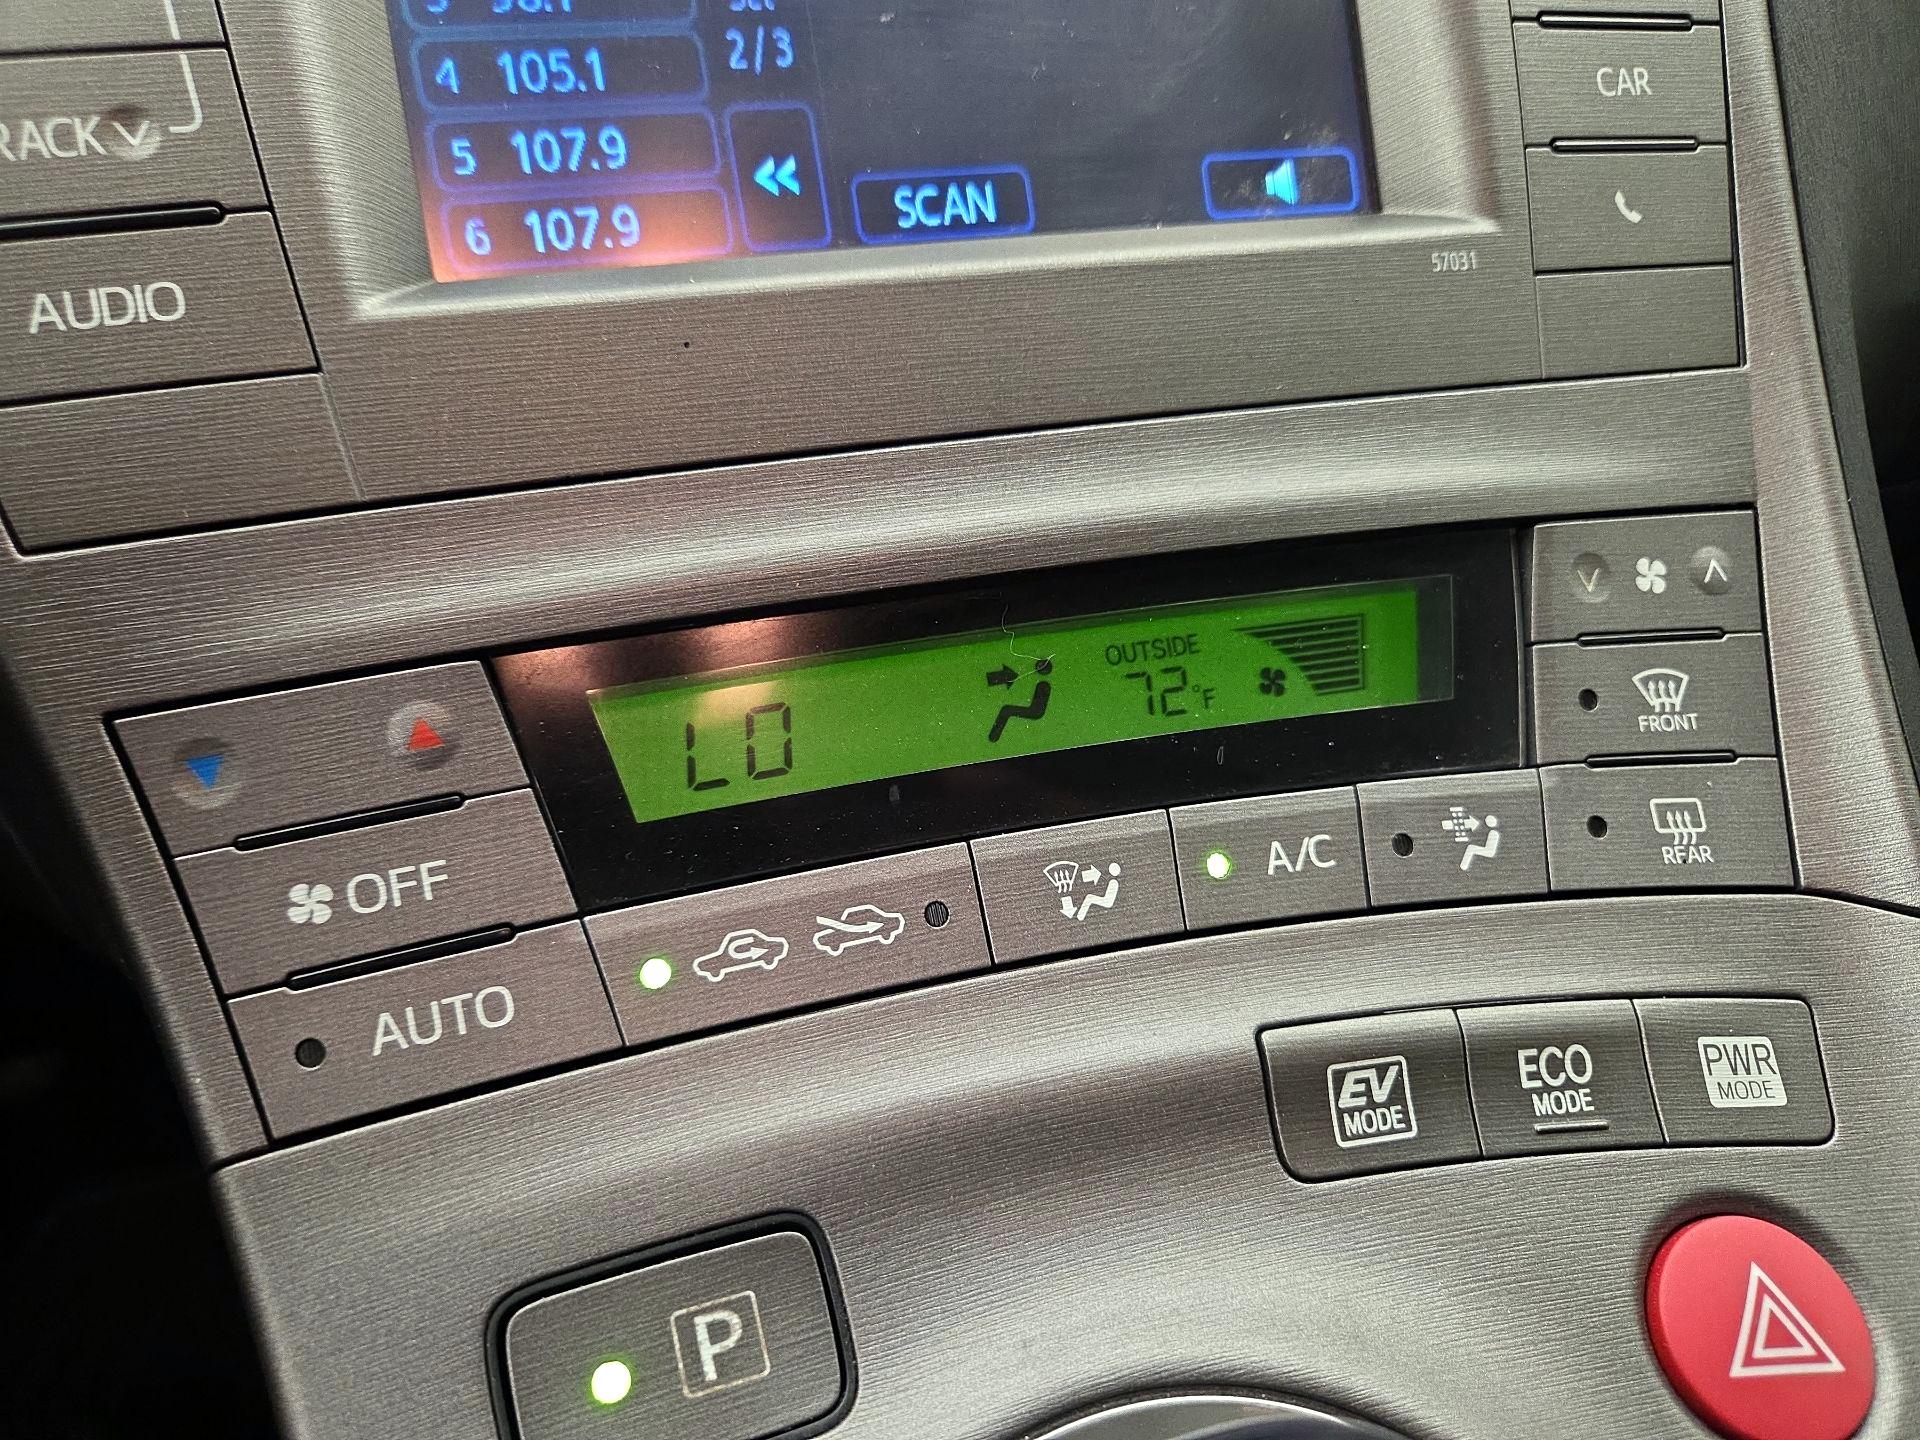 2/3
4 105.1
5 107.9
6 107.9
SCAN
CAR
AUDIO
57031
LO
OUTSIDE
72°F
FRONT
REAR
OFF
A/C
AUTO
EV
MODE
ECO
MODE
PWR
MODE
P